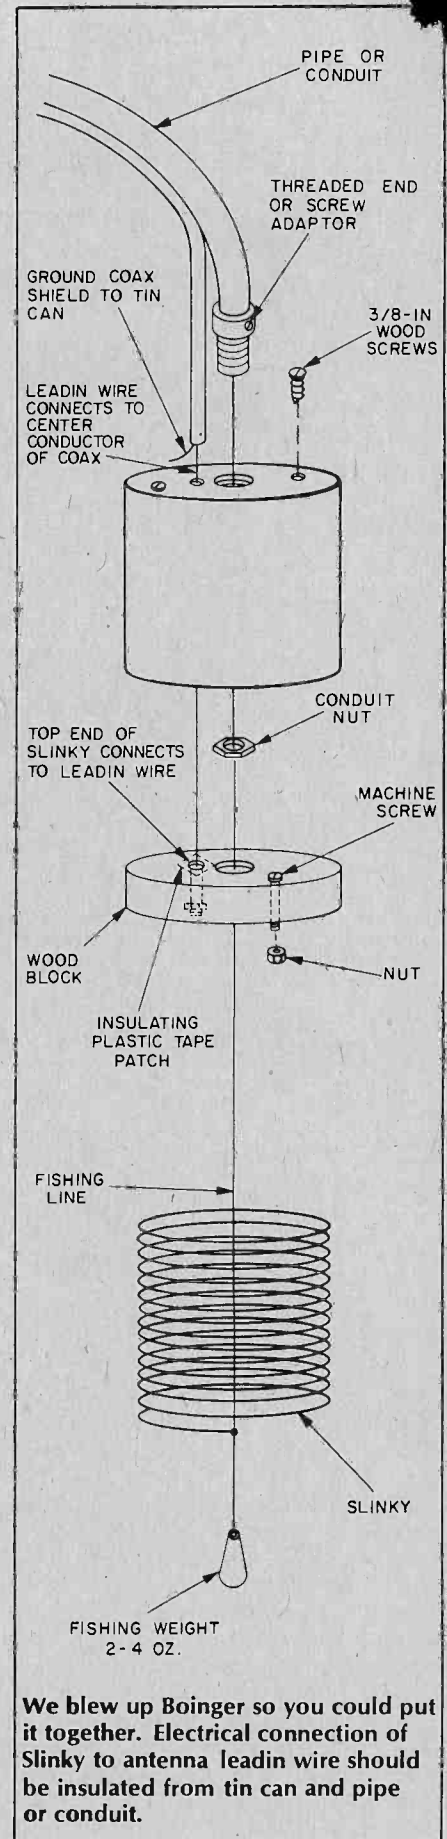 PIPE OR
CONDUIT
THREADED END
OR SCREW
ADAPTOR
GROUND COAX
SHIELD TO TIN
CAN
3/8-IN
WOOD
SCREWS
LEADIN WIRE
CONNECTS TO
CENTER
CONDUCTOR
OF COAX
CONDUIT
NUT
TOP END OF
SLINKY CONNECTS
TO LEADIN WIRE
MACHINE
SCREW
WOOD
BLOCK
NUT
INSULATING
PLASTIC TAPE
PATCH
FISHING
LINE
SLINKY
FISHING WEIGHT
2-4 OZ.
We blew up Boinger so you could put
it together. Electrical connection of
Slinky to antenna leadin wire should
be insulated from tin can and pipe
or conduit.